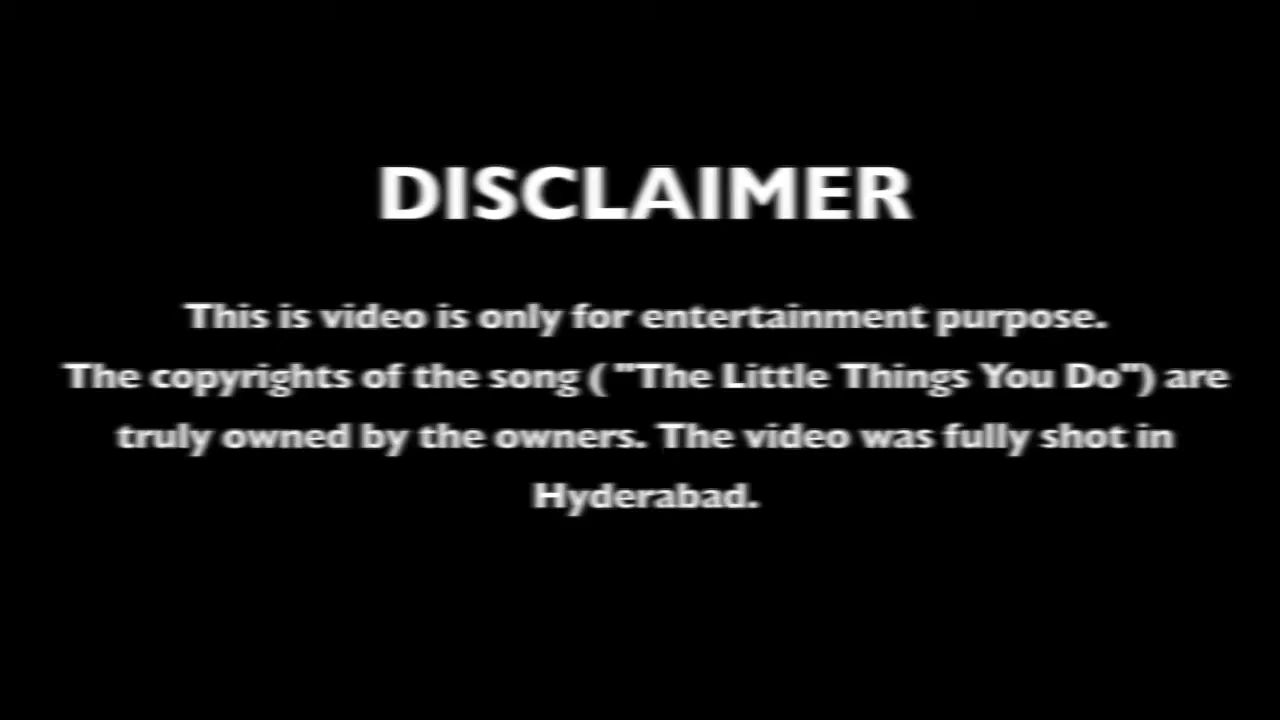 DISCLAIMER
This is video is only for entertainment purpose.
The copyrights of the song ( "The Little Things You Do") are
truly owned by the owners. The video was fully shot in
Hyderabad.